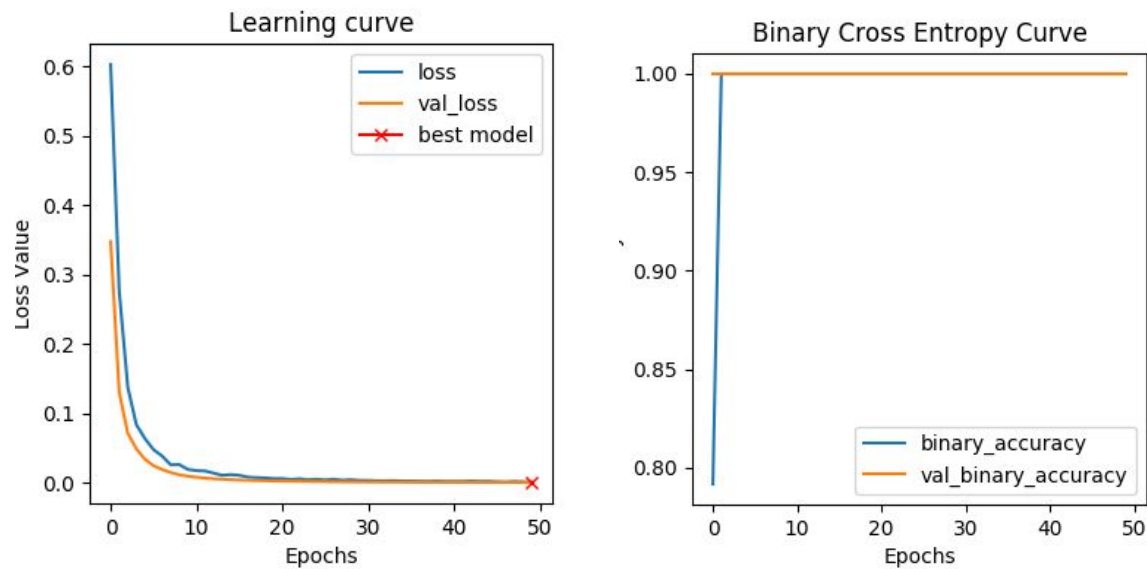 Learning curve
0.6
0.5
0.4
0.3
0.2
0.1
0.0
Loss Value
loss
val_loss
best model
0 10 20 30 40 50
Epochs
Binary Cross Entropy Curve
1.00
0.95
0.90
0.85
0.80
binary_accuracy
val_binary_accuracy
0 10 20 30 40 50
Epochs